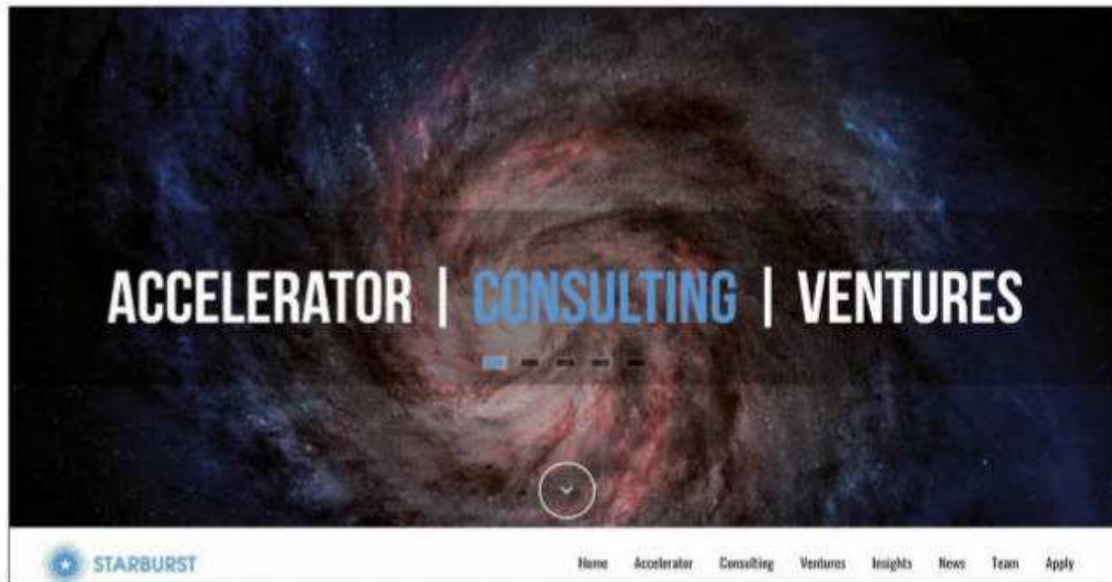 ACCELERATOR | CONSULTING | VENTURES
STARBURST
Home Accelerator Consulting Ventures Insights News Team Apply